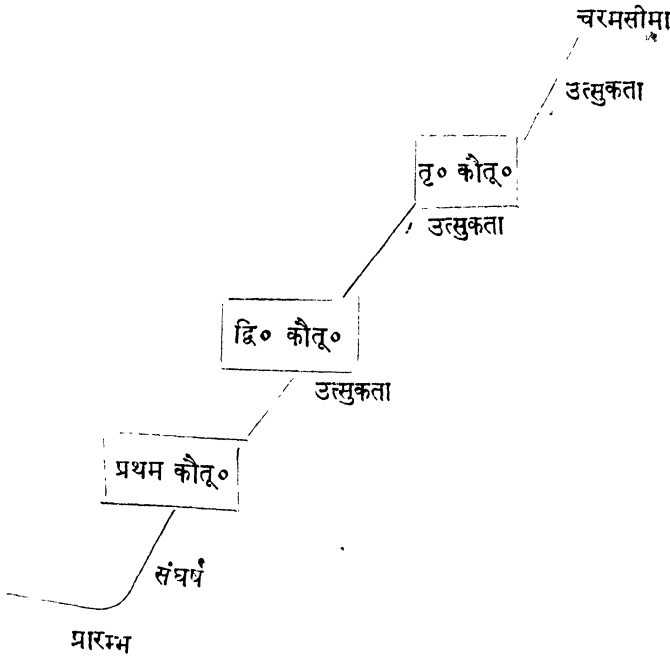 चरमसीमा
उत्सुकता
तृ० कौतू०
उत्सुकता
द्वि० कौतू०
उत्सुकता
प्रथम कौतू०
संघर्ष
प्रारम्भ